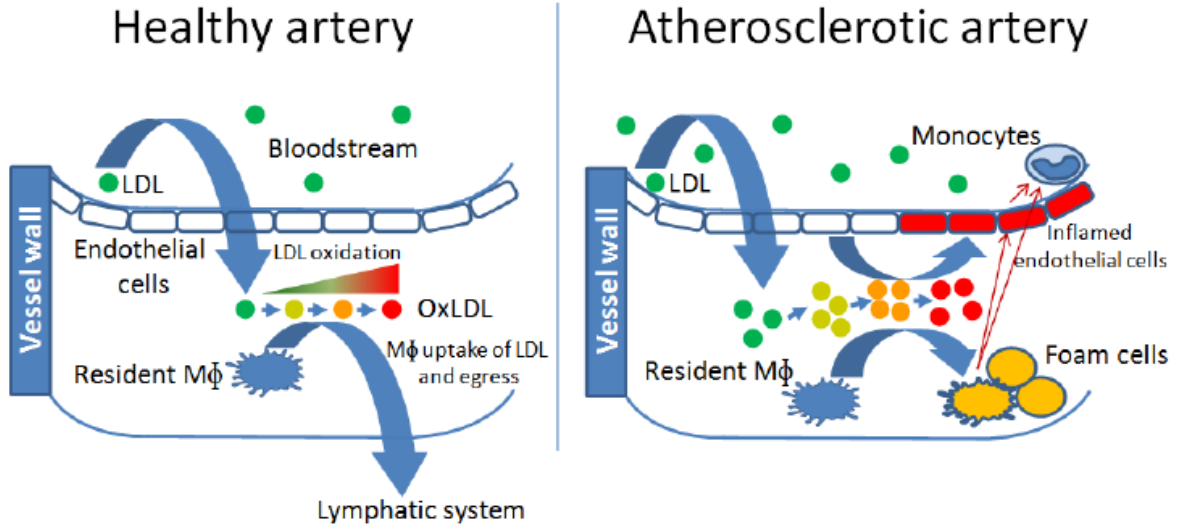 Healthy artery
Bloodstream
LDL
Vessel wall
Endothelial
cells
LDL oxidation
OxLDL
Resident MΦ
MΦ uptake of LDL
and egress
Lymphatic system
Atherosclerotic artery
Monocytes
LDL
Vessel wall
Inflamed
endothelial cells
Resident MΦ
Foam cells